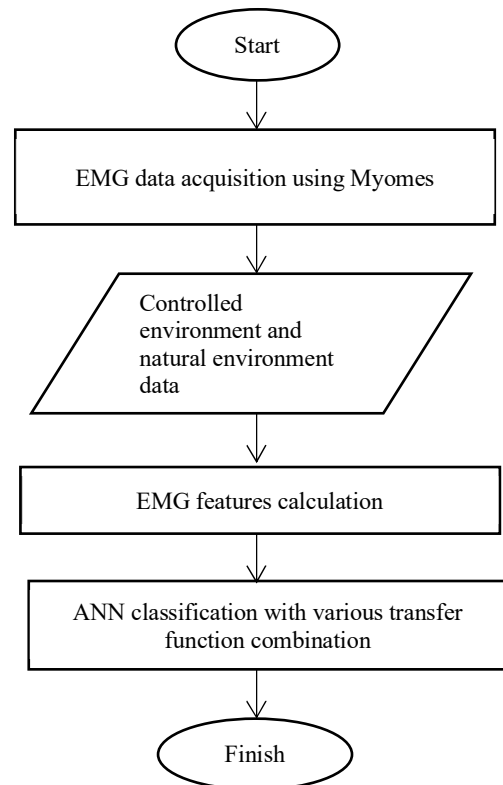 Start
EMG data acquisition using Myomes
Controlled
environment and
natural environment
data
EMG features calculation
ANN classification with various transfer
function combination
Finish